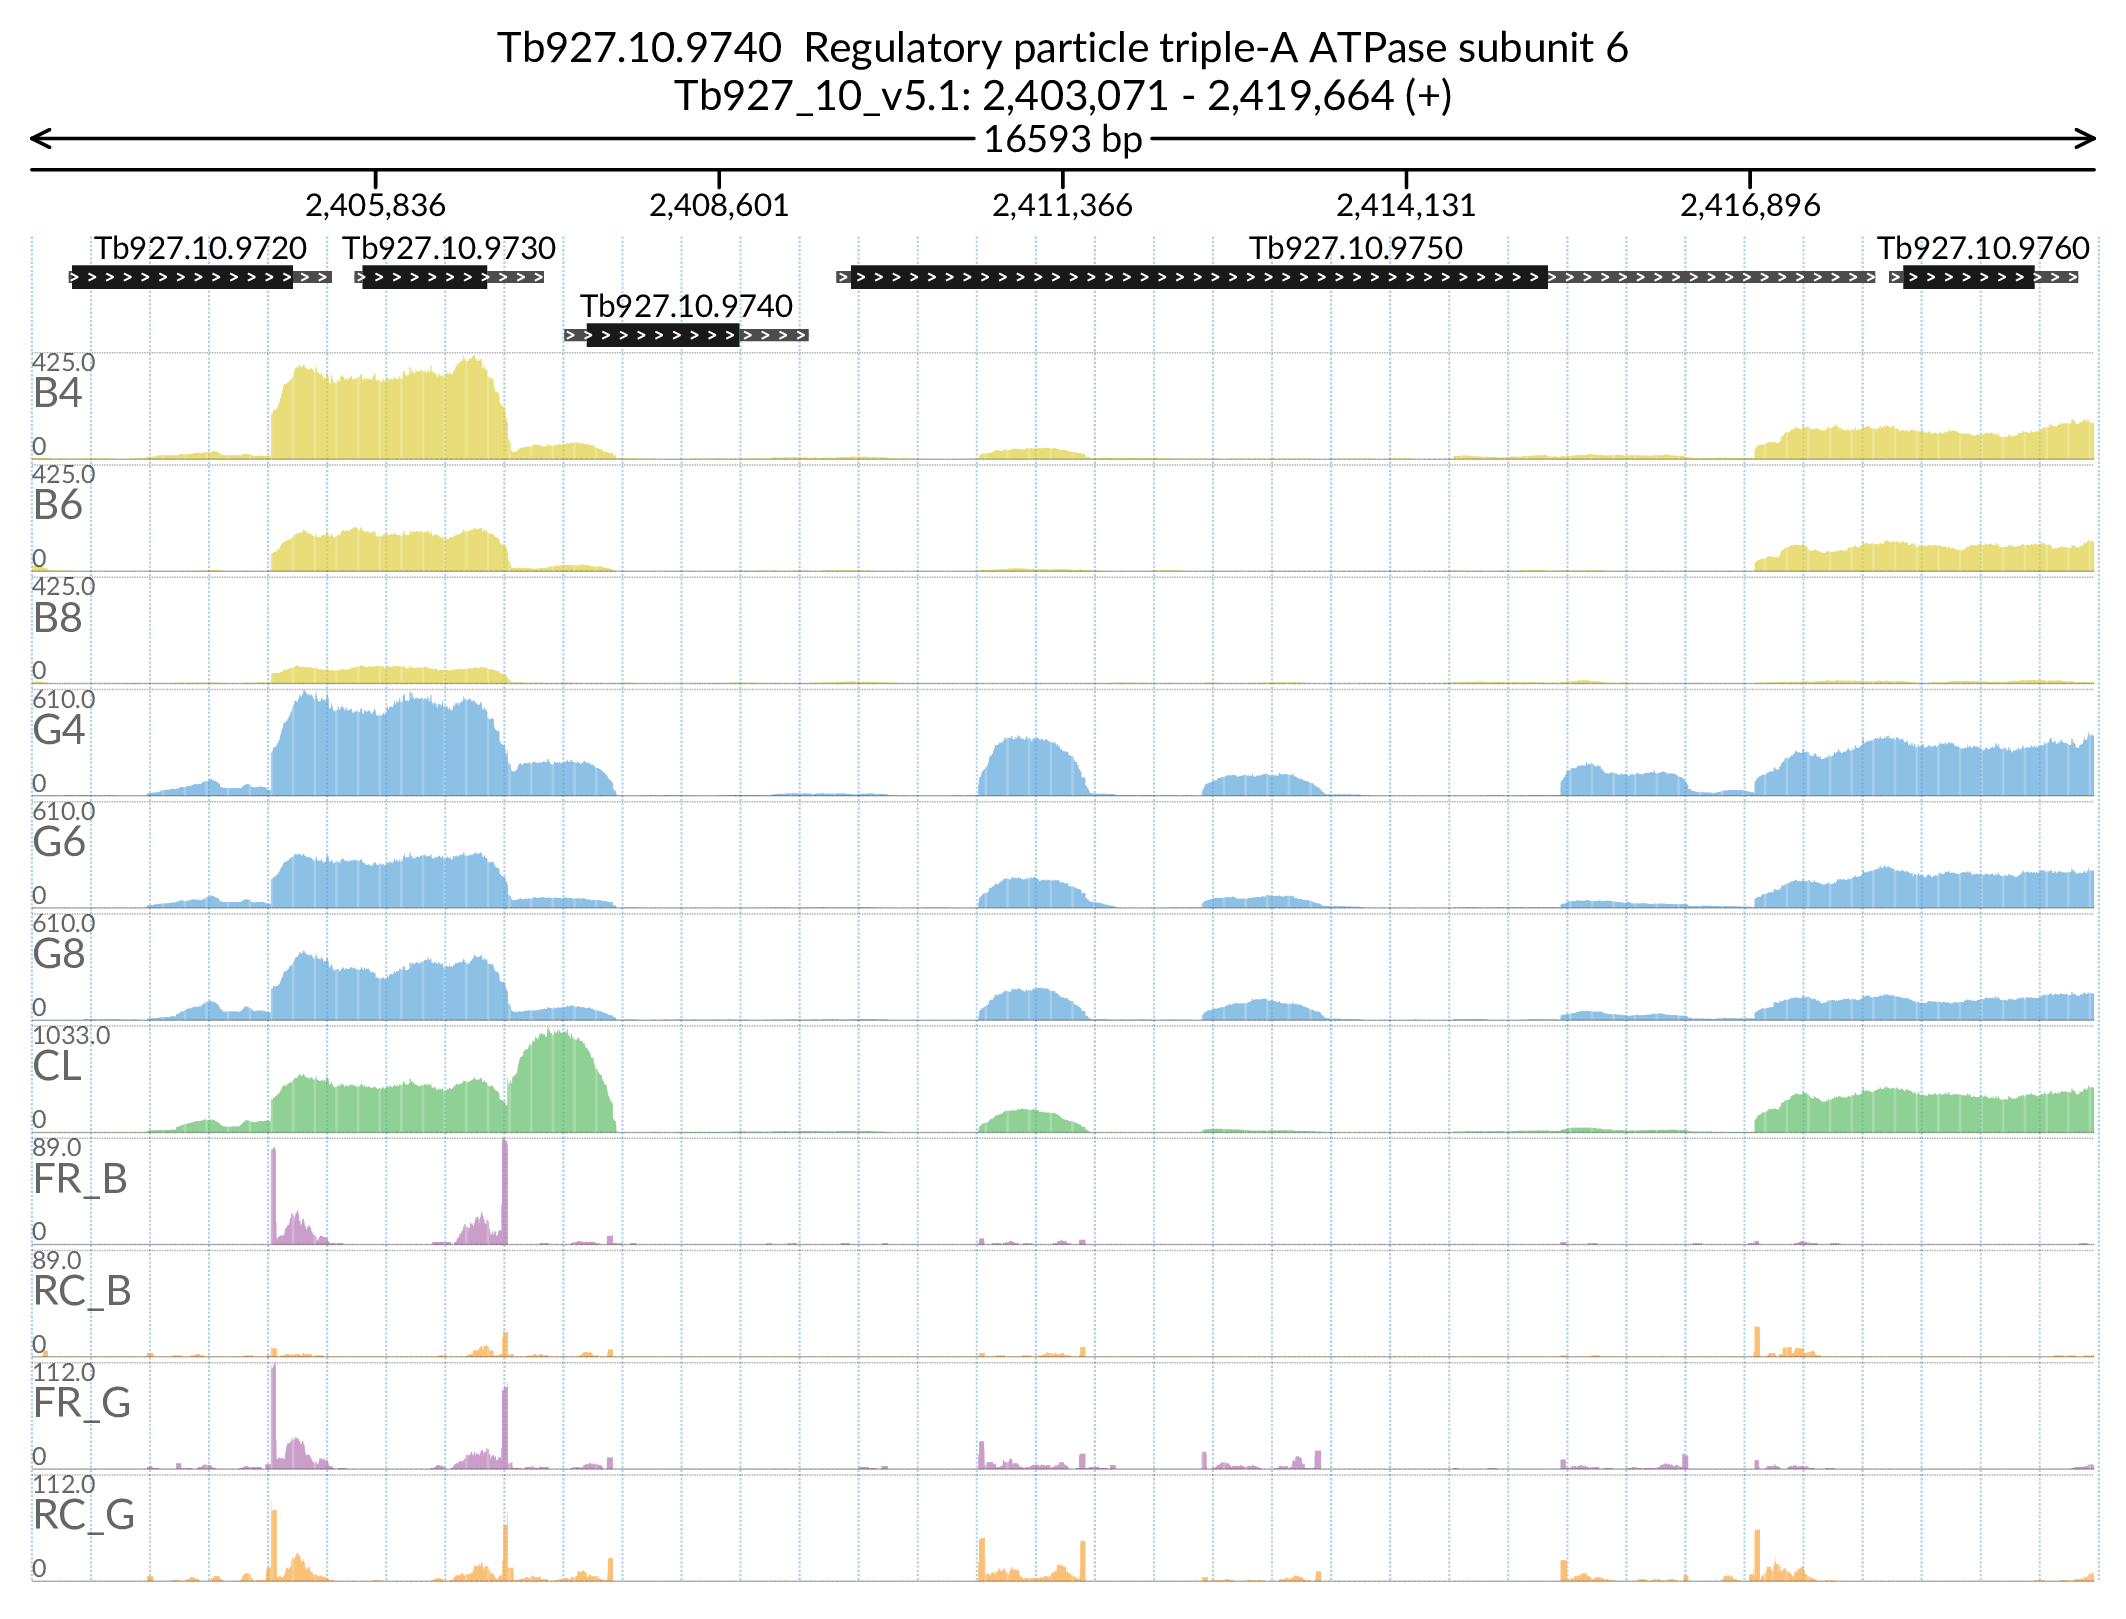 Tb927.10.9740 Regulatory particle triple-A ATPase subunit 6
Tb927_10_v5.1: 2,403,071 - 2,419,664 (+)
16593 bp
2,405,836 2,408,601 2,411,366 2,414,131 2,416,896
Tb927.10.9720 Tb927.10.9730 Tb927.10.9750 Tb927.10.9760
Tb927.10.9740
425.0
B4
0
425.0
B6
0
425.0
B8
0
610.0
G4
0
610.0
G6
0
610.0
G8
0
1033.0
CL
0
89.0
FR_B
0
89.0
RC_B
0
112.0
FR_G
0
112.0
RC_G
0